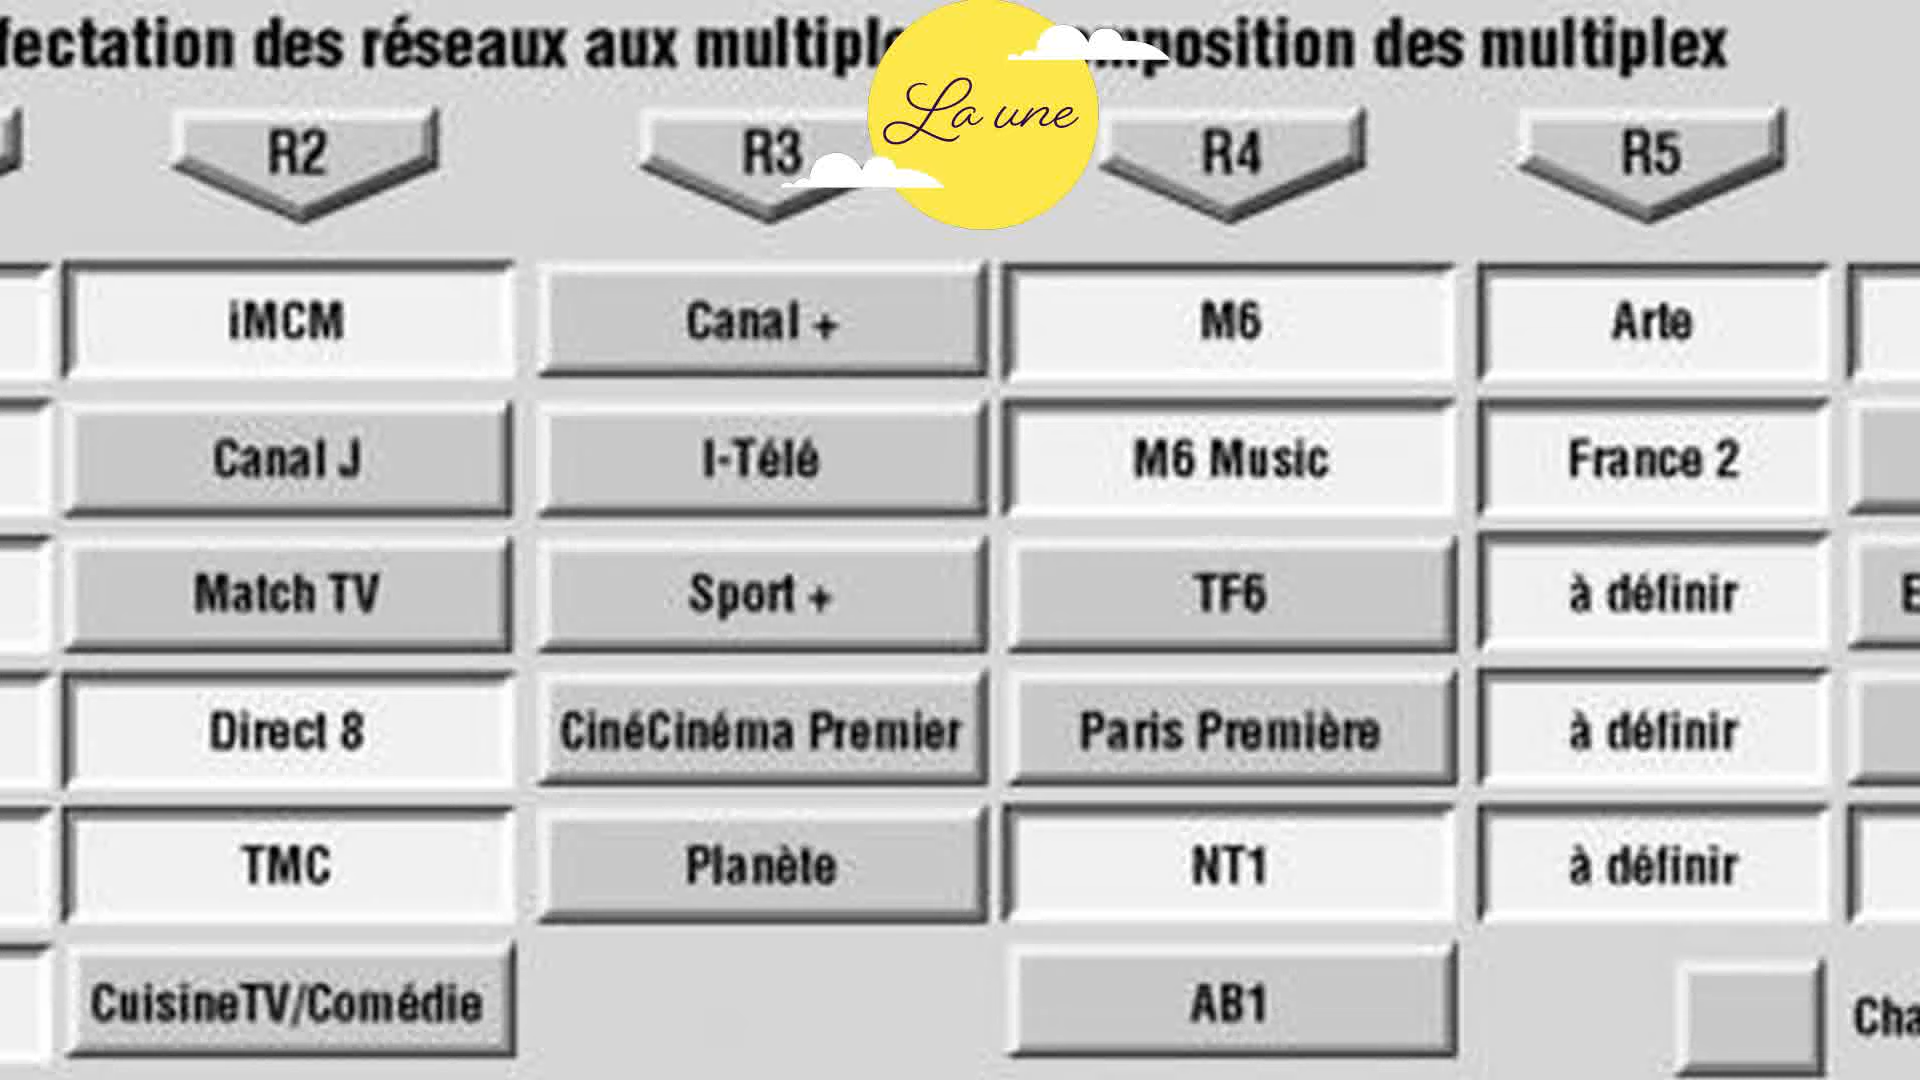 fectation des réseaux aux multiple mposition des multiplex
La une
R2 R3 R4 R5
iMCM Canal + M6 Arte
Canal J I-Télé M6 Music France 2
Match TV Sport + TF6 à définir E
Direct 8 CinéCinéma Premier Paris Première à définir
TMC Planète NT1 à définir
CuisineTV/Comédie AB1 Cha